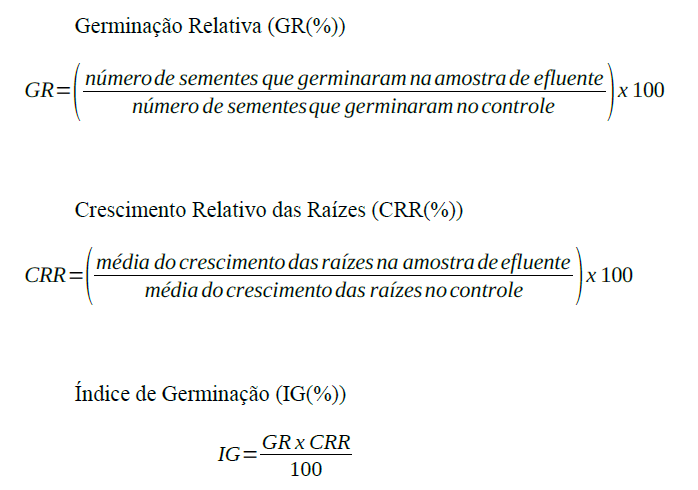 Germinação Relativa (GR(%))
GR=(número de sementes que germinaram na amostra de efluente/número de sementes que germinaram no controle) x 100
Crescimento Relativo das Raízes (CRR(%))
CRR=(média do crescimento das raízes na amostra de efluente/média do crescimento das raízes no controle) x 100
Índice de Germinação (IG(%))
IG=GR x CRR/100